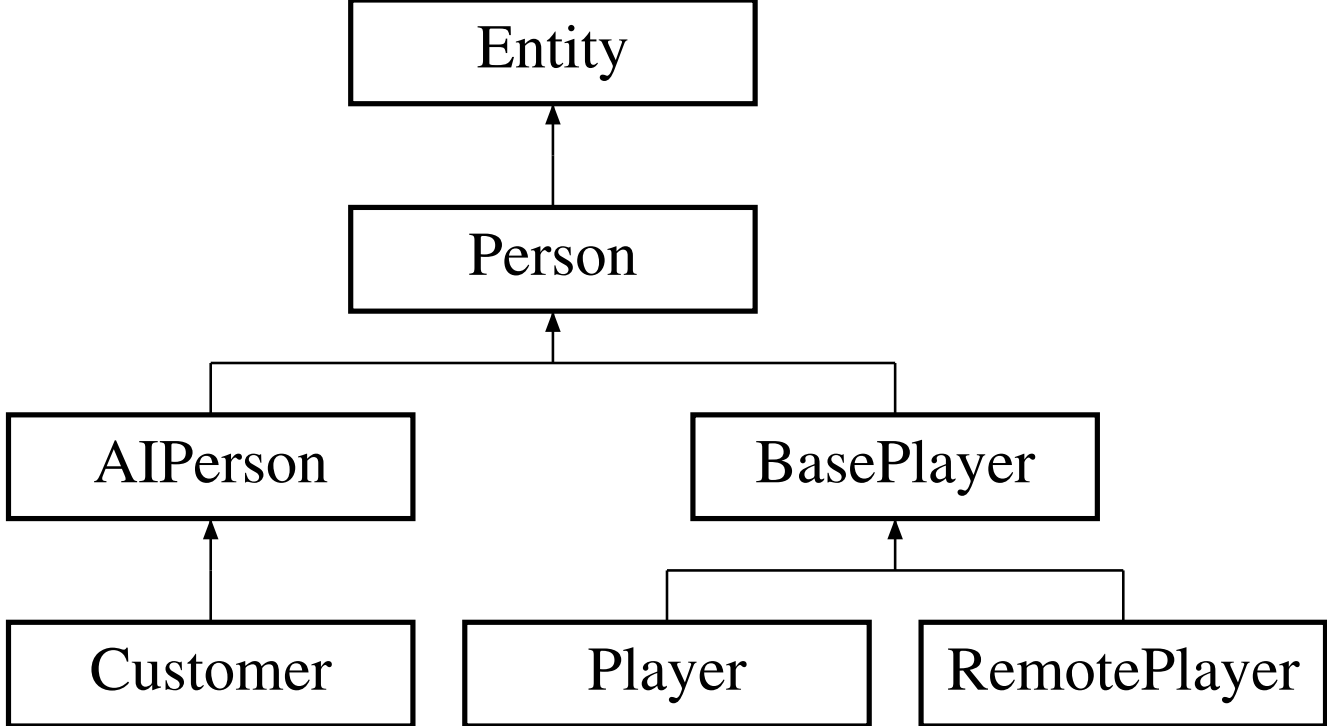 Entity
Person
AIPerson
BasePlayer
Customer
Player
RemotePlayer